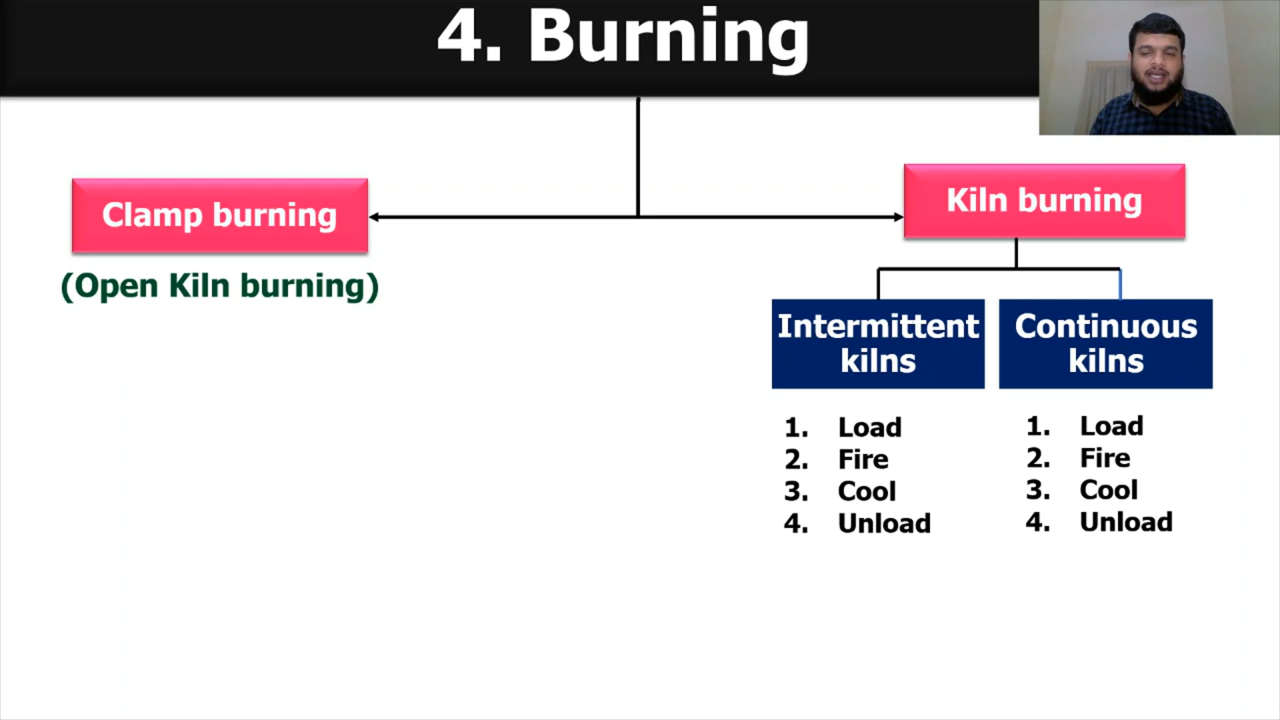 4. Burning
Clamp burning
(Open Kiln burning)
Kiln burning
Intermittent
kilns
1. Load
2. Fire
3. Cool
4. Unload
Continuous
kilns
1. Load
2. Fire
3. Cool
4. Unload